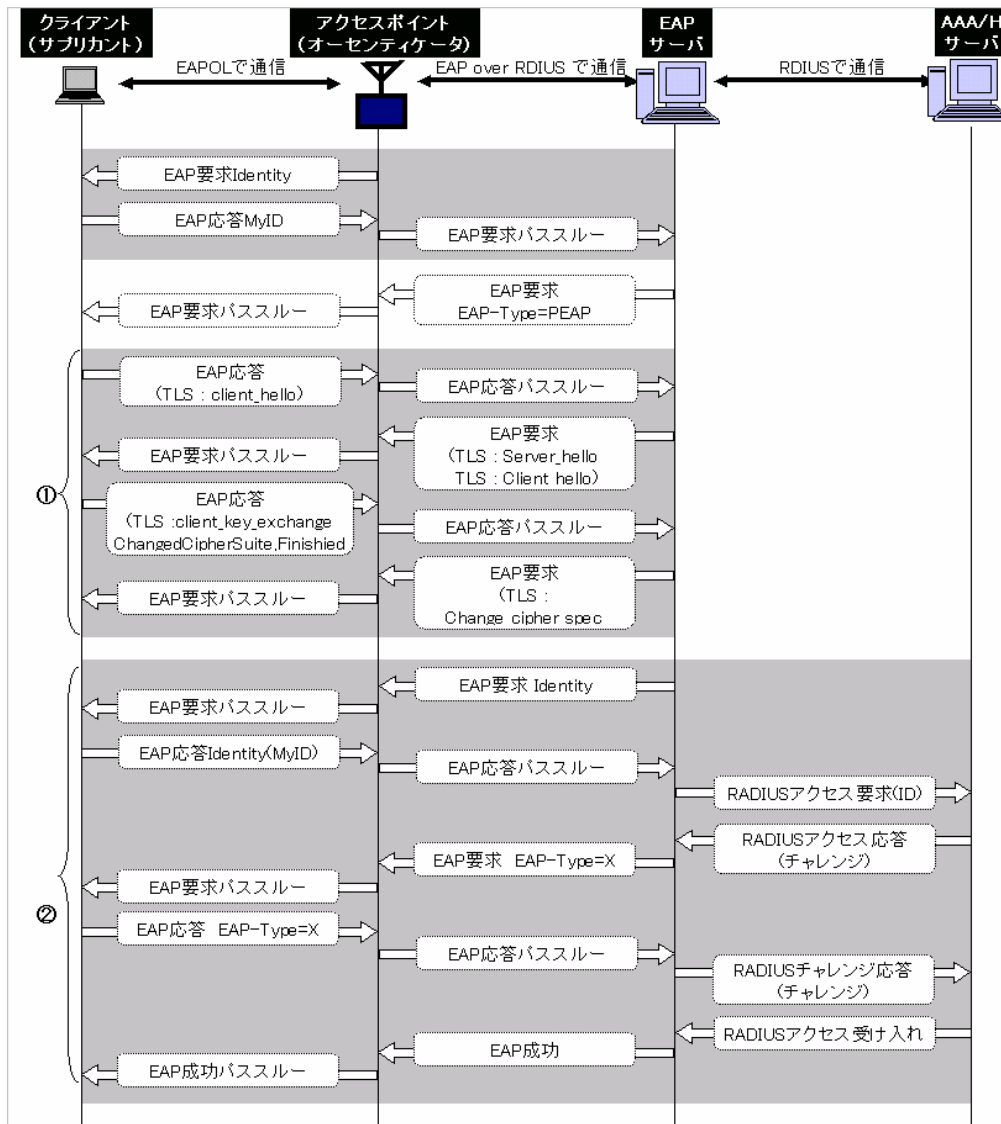 クライアント
(サプリカント)
アクセスポイント
(オーセンティケータ)
EAP
サーバ
AAA/H
サーバ
EAPOLで通信
EAP over RDIUS で通信
RDIUSで通信
EAP要求Identity
EAP応答MyID
EAP要求パススルー
EAP要求
EAP-Type=PEAP
EAP要求パススルー
①
EAP応答
(TLS : client_hello)
EAP応答パススルー
EAP要求
(TLS : Server_hello
TLS : Client hello)
EAP要求パススルー
EAP応答
(TLS :client_key_exchange
ChangedCipherSuite,Finishied
EAP応答パススルー
EAP要求
(TLS :
Change cipher spec
EAP要求パススルー
②
EAP要求 Identity
EAP要求パススルー
EAP応答Identity(MyID)
EAP応答パススルー
RADIUSアクセス要求(ID)
RADIUSアクセス応答
(チャレンジ)
EAP要求 EAP-Type=X
EAP要求パススルー
EAP応答 EAP-Type=X
EAP応答パススルー
RADIUSチャレンジ応答
(チャレンジ)
RADIUSアクセス受け入れ
EAP成功
EAP成功パススルー